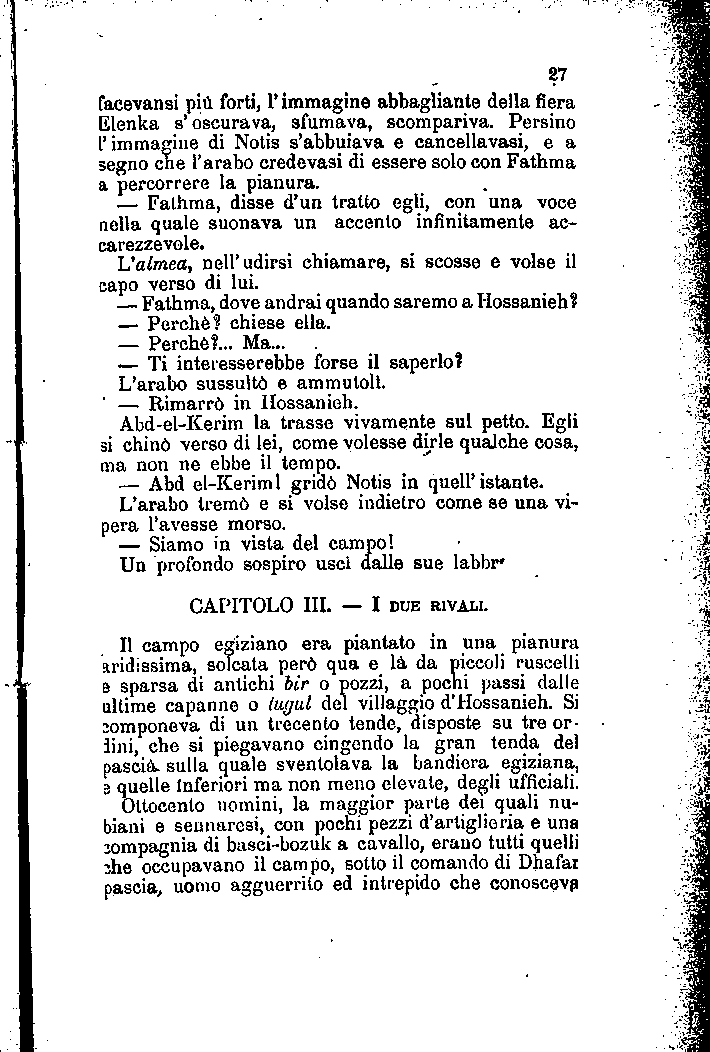 27
facevansi più forti, l'immagine abbagliante della fiera
Elenka s'oscurava, sfumava, scompariva. Persino
l'immagine di Notis s'abbuiava e cancellavasi, e a
segno che l'arabo credevasi di essere solo con Fathma
a percorrere la pianura.
— Fathma, disse d'un tratto egli, con una voce
nella quale suonava un accento infinitamente ac-
carezzevole.
L'almea, nell'udirsi chiamare, si scosse e volse il
capo verso di lui.
— Fathma, dove andrai quando saremo a Hossanieh?
— Perchè? chiese ella.
— Perchè?... Ma...
— Ti interesserebbe forse il saperlo?
L'arabo sussultò e ammutolì.
— Rimarrò in Hossanieh.
Abd-el-Kerim la trasse vivamente sul petto. Egli
si chinò verso di lei, come volesse dirle qualche cosa,
ma non ne ebbe il tempo.
— Abd el-Kerim! gridò Notis in quell'istante.
L'arabo tremò e si volse indietro come se una vi-
pera l'avesse morso.
— Siamo in vista del campo!
Un profondo sospiro uscì dalle sue labbr
CAPITOLO III. — I DUE RIVALI.
Il campo egiziano era piantato in una pianura
aridissima, solcata però qua e là da piccoli ruscelli
e sparsa di antichi bir o pozzi, a pochi passi dalle
ultime capanne o tugul del villaggio d'Hossanieh. Si
componeva di un trecento tende, disposte su tre or-
dini, che si piegavano cingendo la gran tenda del
pascià sulla quale sventolava la bandiera egiziana,
e quelle inferiori ma non meno elevate, degli ufficiali.
Ottocento uomini, la maggior parte dei quali nu-
biani e sennaresi, con pochi pezzi d'artiglieria e una
compagnia di basci-bozuk a cavallo, erano tutti quelli
che occupavano il campo, sotto il comando di Dhafar
pascià, uomo agguerrito ed intrepido che conosceva